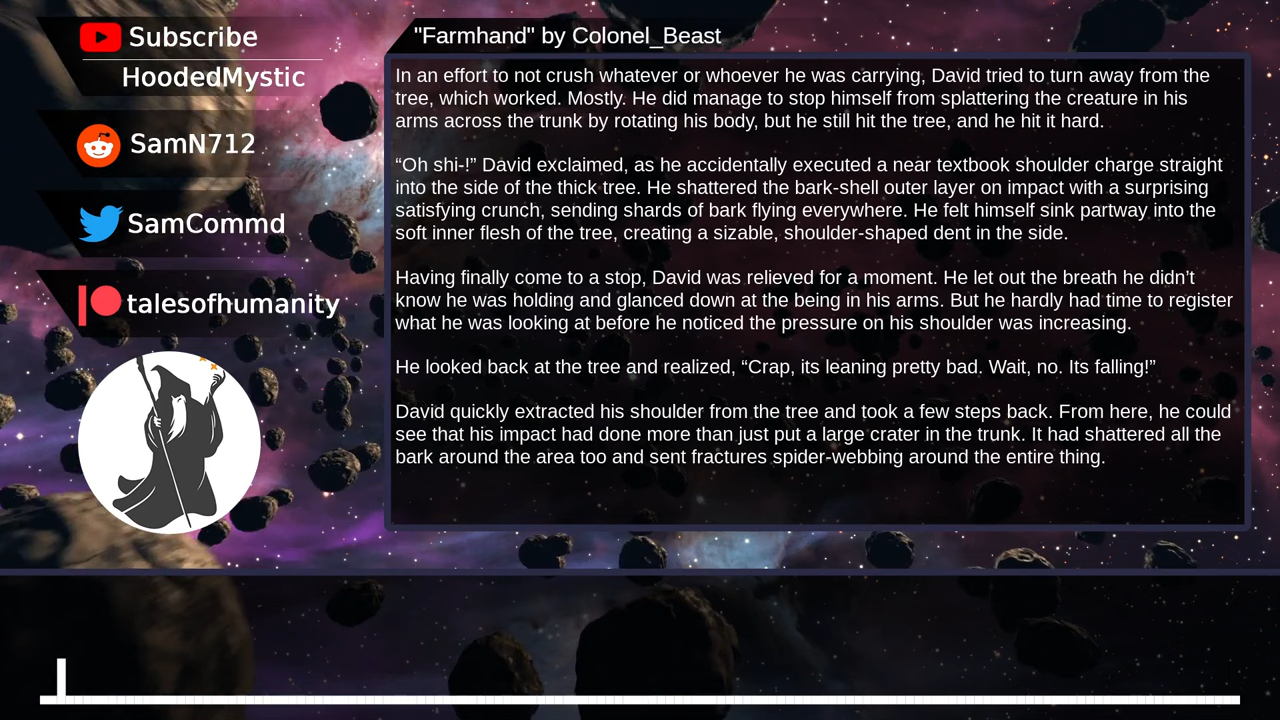 Subscribe
HoodedMystic
SamN712
SamCommd
talesofhumanity
"Farmhand" by Colonel_Beast
In an effort to not crush whatever or whoever he was carrying, David tried to turn away from the
tree, which worked. Mostly. He did manage to stop himself from splattering the creature in his
arms across the trunk by rotating his body, but he still hit the tree, and he hit it hard.
“Oh shi-!” David exclaimed, as he accidentally executed a near textbook shoulder charge straight
into the side of the thick tree. He shattered the bark-shell outer layer on impact with a surprising
satisfying crunch, sending shards of bark flying everywhere. He felt himself sink partway into the
soft inner flesh of the tree, creating a sizable, shoulder-shaped dent in the side.
Having finally come to a stop, David was relieved for a moment. He let out the breath he didn’t
know he was holding and glanced down at the being in his arms. But he hardly had time to register
what he was looking at before he noticed the pressure on his shoulder was increasing.
He looked back at the tree and realized, “Crap, its leaning pretty bad. Wait, no. Its falling!”
David quickly extracted his shoulder from the tree and took a few steps back. From here, he could
see that his impact had done more than just put a large crater in the trunk. It had shattered all the
bark around the area too and sent fractures spider-webbing around the entire thing.